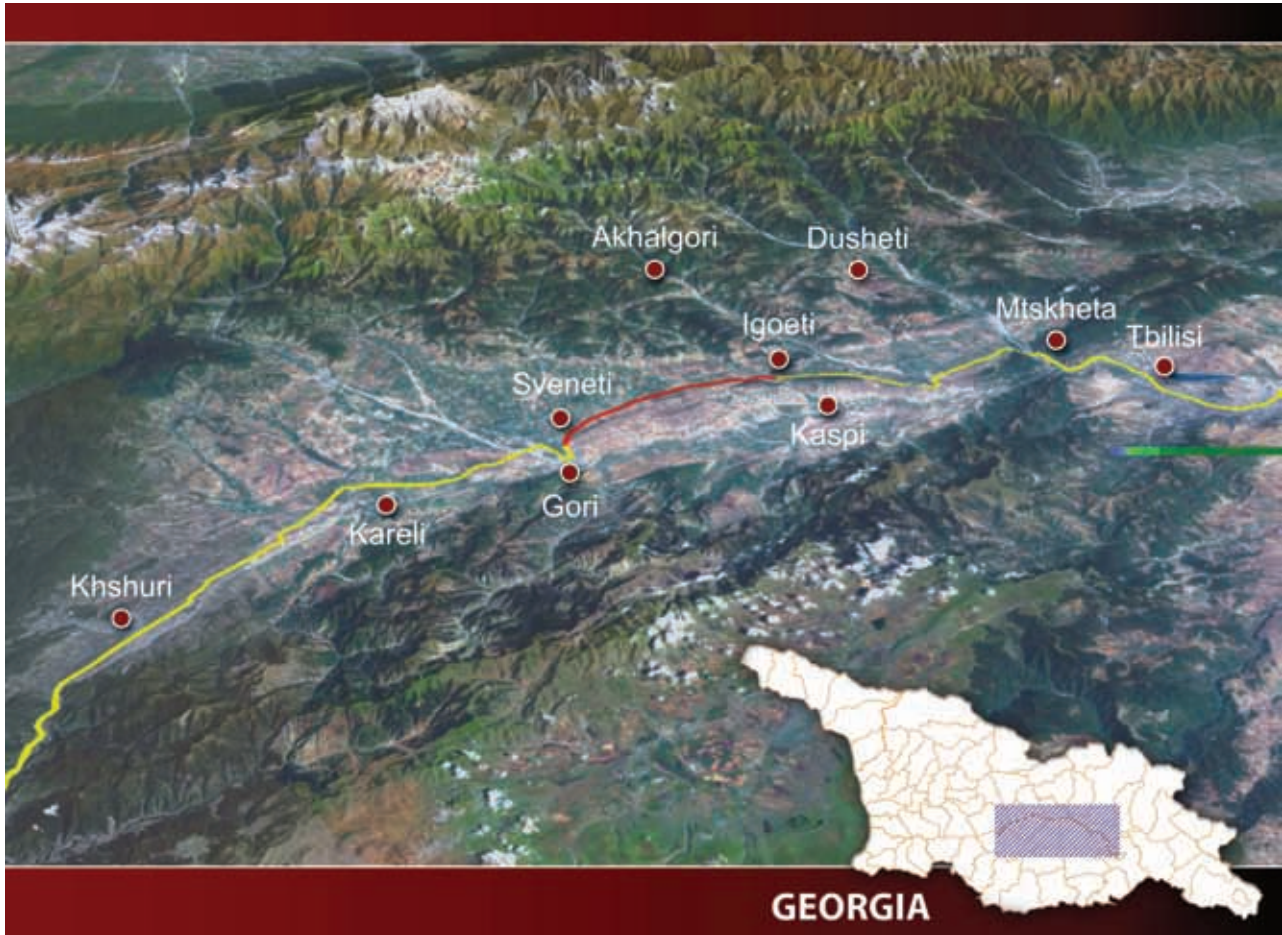 Akhalgori
Dusheti
Mtskheta
Igoeti
Tbilisi
Sveneti
Kaspi
Gori
Kareli
Khshuri
GEORGIA